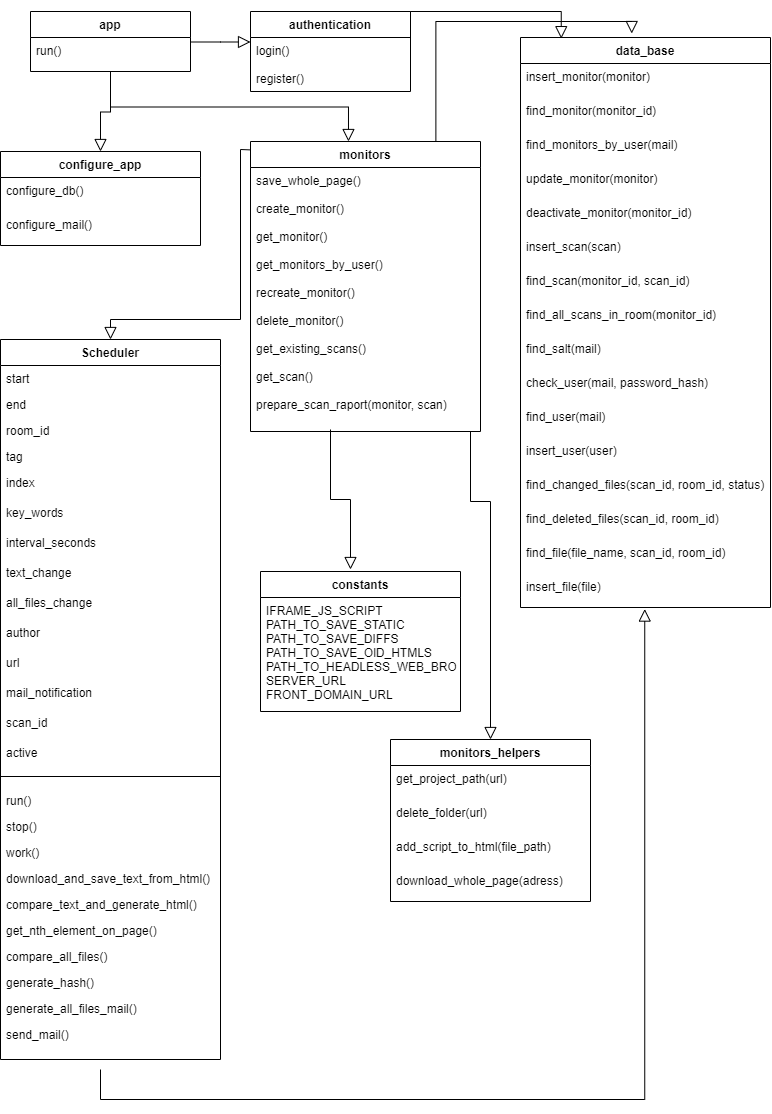 app
run()
authentication
login()
register()
data_base
insert_monitor(monitor)
find_monitor(monitor_id)
find_monitors_by_user(mail)
update_monitor(monitor)
deactivate_monitor(monitor_id)
insert_scan(scan)
find_scan(monitor_id, scan_id)
find_all_scans_in_room(monitor_id)
find_salt(mail)
check_user(mail, password_hash)
find_user(mail)
insert_user(user)
find_changed_files(scan_id, room_id, status)
find_deleted_files(scan_id, room_id)
find_file(file_name, scan_id, room_id)
insert_file(file)
configure_app
configure_db()
configure_mail()
monitors
save_whole_page()
create_monitor()
get_monitor()
get_monitors_by_user()
recreate_monitor()
delete_monitor()
get_existing_scans()
get_scan()
prepare_scan_raport(monitor, scan)
Scheduler
start
end
room_id
tag
index
key_words
interval_seconds
text_change
all_files_change
author
url
mail_notification
scan_id
active
run()
stop()
work()
download_and_save_text_from_html()
compare_text_and_generate_html()
get_nth_element_on_page()
compare_all_files()
generate_hash()
generate_all_files_mail()
send_mail()
constants
IFRAME_JS_SCRIPT
PATH_TO_SAVE_STATIC
PATH_TO_SAVE_DIFFS
PATH_TO_SAVE_OlD_HTMLS
PATH_TO_HEADLESS_WEB_BRO
SERVER_URL
FRONT_DOMAIN_URL
monitors_helpers
get_project_path(url)
delete_folder(url)
add_script_to_html(file_path)
download_whole_page(adress)